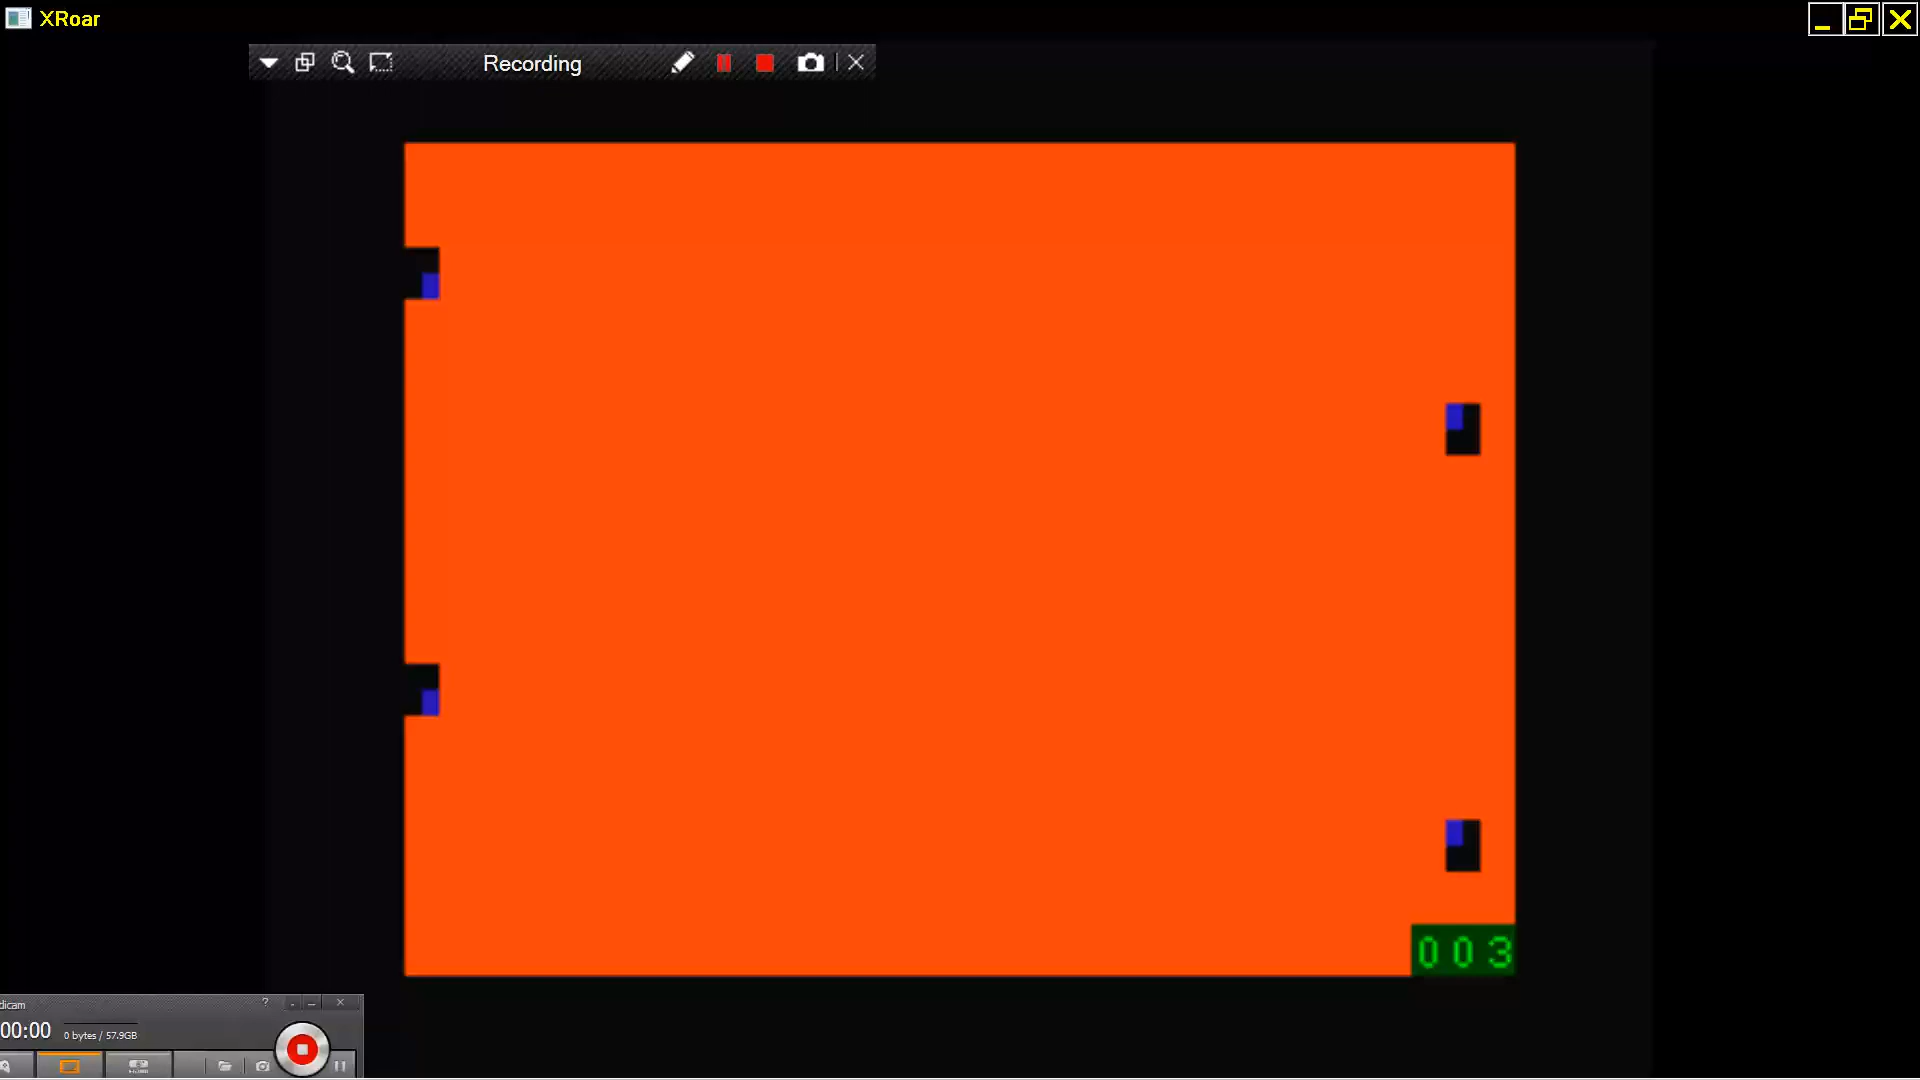 XRoar
Recording
003
dicam
?
00:00
0 bytes / 57.9GB